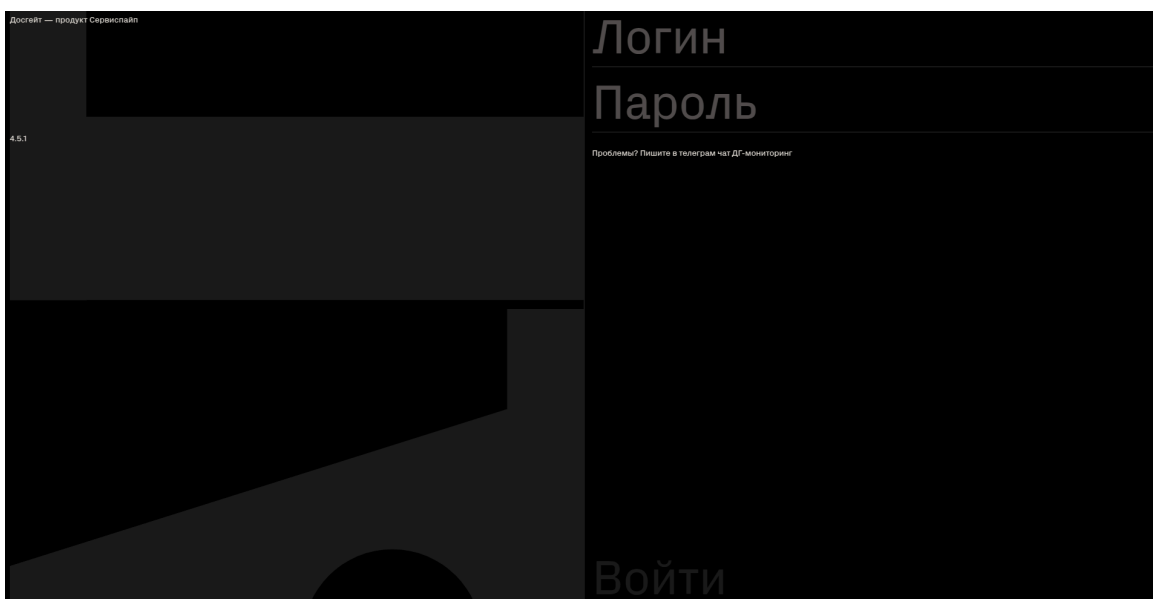 Досгейт — продукт Сервиспайп
4.5.1
Логин
Пароль
Проблемы? Пишите в телеграм чат ДГ-мониторинг
Войти